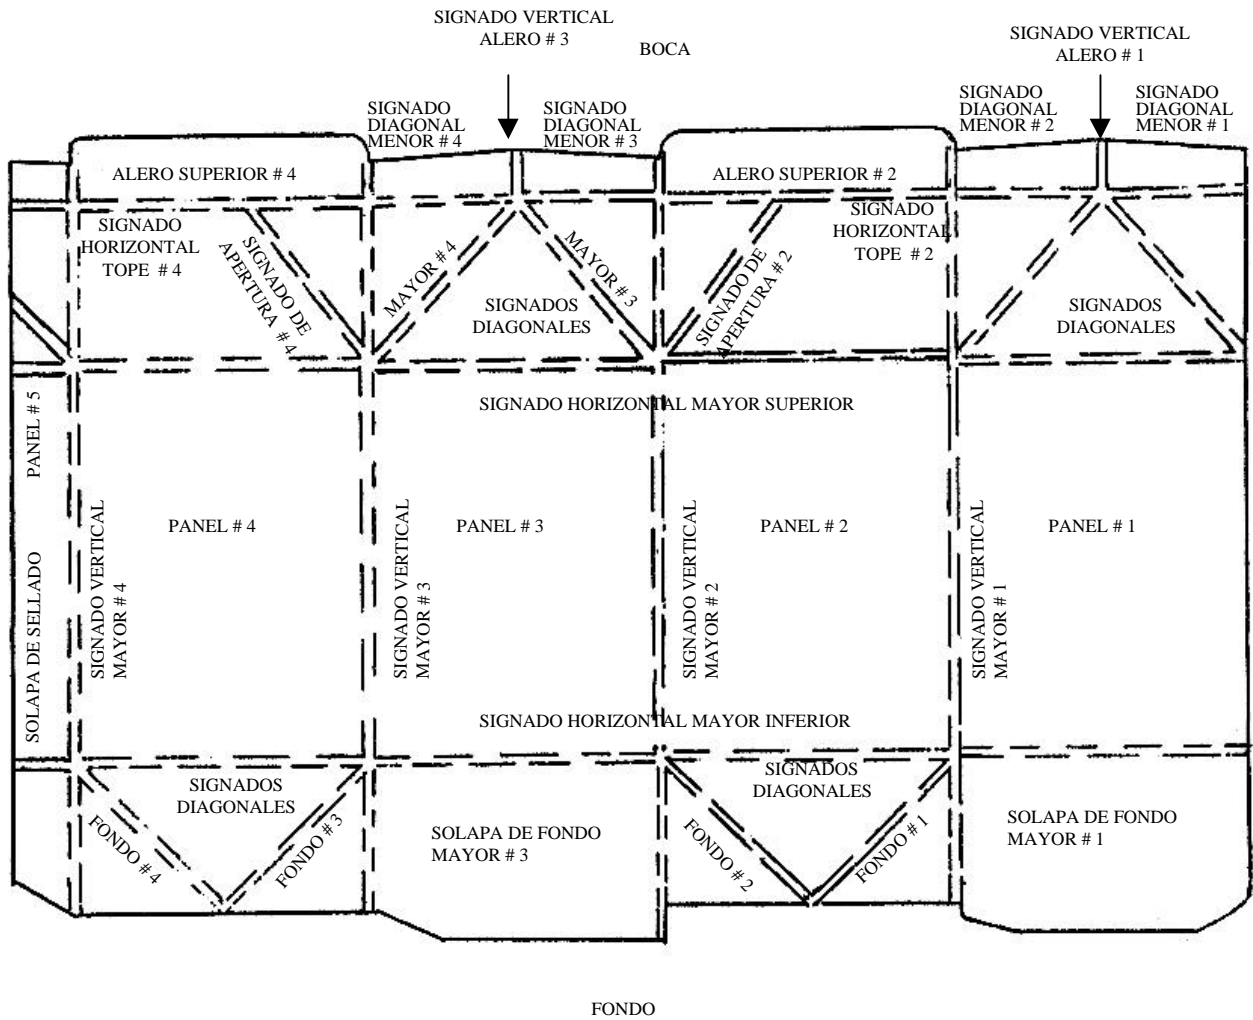 SIGNADO VERTICAL
ALERO # 3
BOCA
SIGNADO VERTICAL
ALERO # 1
SIGNADO
DIAGONAL
MENOR # 4
SIGNADO
DIAGONAL
MENOR # 3
SIGNADO
DIAGONAL
MENOR # 2
SIGNADO
DIAGONAL
MENOR # 1
ALERO SUPERIOR # 4
ALERO SUPERIOR # 2
SIGNADO
HORIZONTAL
TOPE # 4
SIGNADO DE
APERTURA # 4
MAYOR # 4
MAYOR # 3
SIGNADOS
DIAGONALES
SIGNADO DE
APERTURA # 2
SIGNADO
HORIZONTAL
TOPE # 2
SIGNADOS
DIAGONALES
SIGNADO HORIZONTAL MAYOR SUPERIOR
SOLAPA DE SELLADO PANEL # 5
SIGNADO VERTICAL
MAYOR # 4
PANEL # 4
SIGNADO VERTICAL
MAYOR # 3
PANEL # 3
SIGNADO VERTICAL
MAYOR # 2
PANEL # 2
SIGNADO VERTICAL
MAYOR # 1
PANEL # 1
SIGNADO HORIZONTAL MAYOR INFERIOR
SIGNADOS
DIAGONALES
FONDO # 4
FONDO # 3
SOLAPA DE FONDO
MAYOR # 3
SIGNADOS
DIAGONALES
FONDO # 2
FONDO # 1
SOLAPA DE FONDO
MAYOR # 1
FONDO